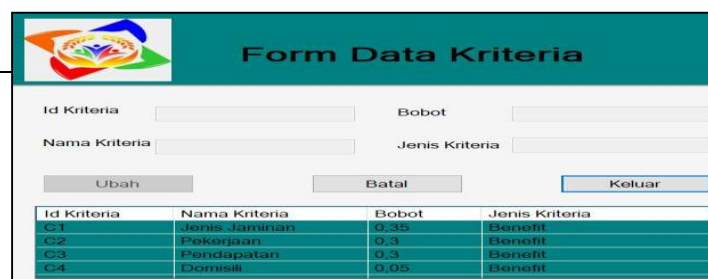 Form Data Kriteria
Id Kriteria Bobot
Nama Kriteria Jenis Kriteria
Ubah Batal Keluar
Id Kriteria Nama Kriteria Bobot Jenis Kriteria
C1 Jenis Jaminan 0,35 Benefit
C2 Pekerjaan 0,3 Benefit
C3 Pendapatan 0,3 Benefit
C4 Domisili 0,05 Benefit